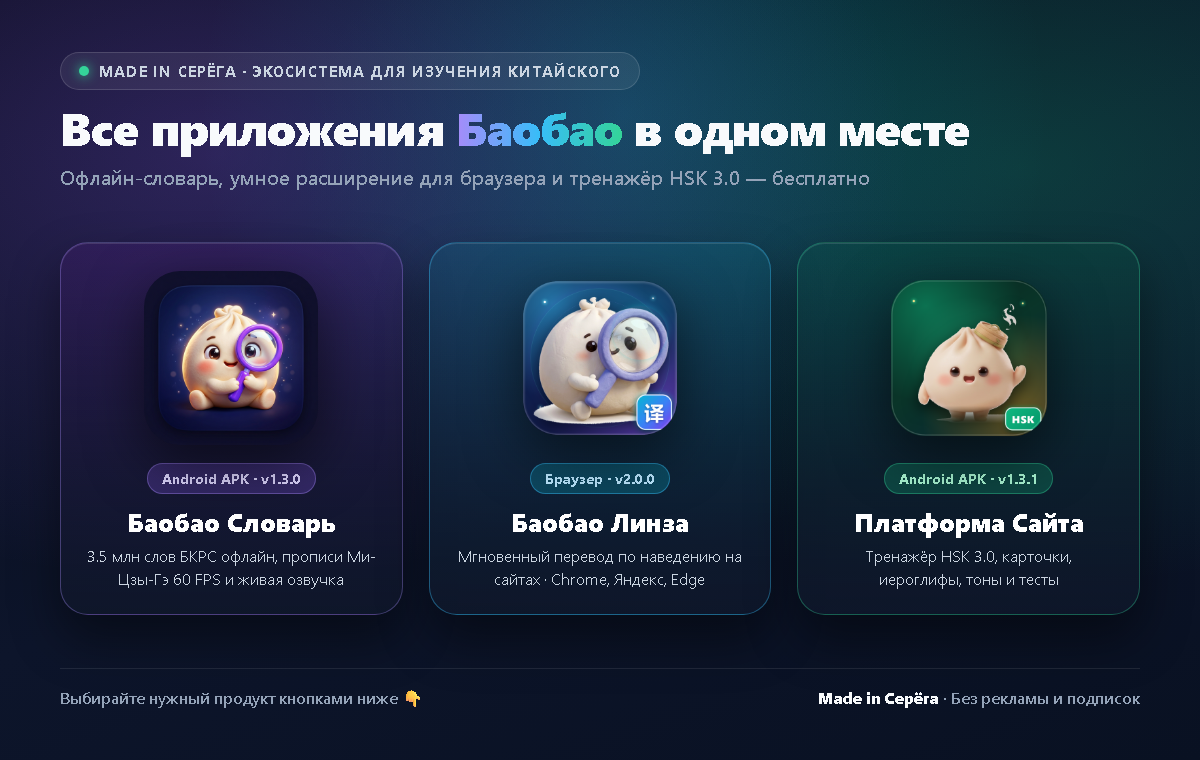 MADE IN СЕРЁГА · ЭКОСИСТЕМА ДЛЯ ИЗУЧЕНИЯ КИТАЙСКОГО
Все приложения Баобао в одном месте
Офлайн-словарь, умное расширение для браузера и тренажёр HSK 3.0 — бесплатно
译
HSK
Android APK · v1.3.0
Браузер · v2.0.0
Android APK · v1.3.1
Баобао Словарь
Баобао Линза
Платформа Сайта
3.5 млн слов БКРС офлайн, прописи Ми-
Цзы-Гэ 60 FPS и живая озвучка
Мгновенный перевод по наведению на
сайтах · Chrome, Яндекс, Edge
Тренажёр HSK 3.0, карточки,
иероглифы, тоны и тесты
Выбирайте нужный продукт кнопками ниже 👇
Made in Серёга · Без рекламы и подписок